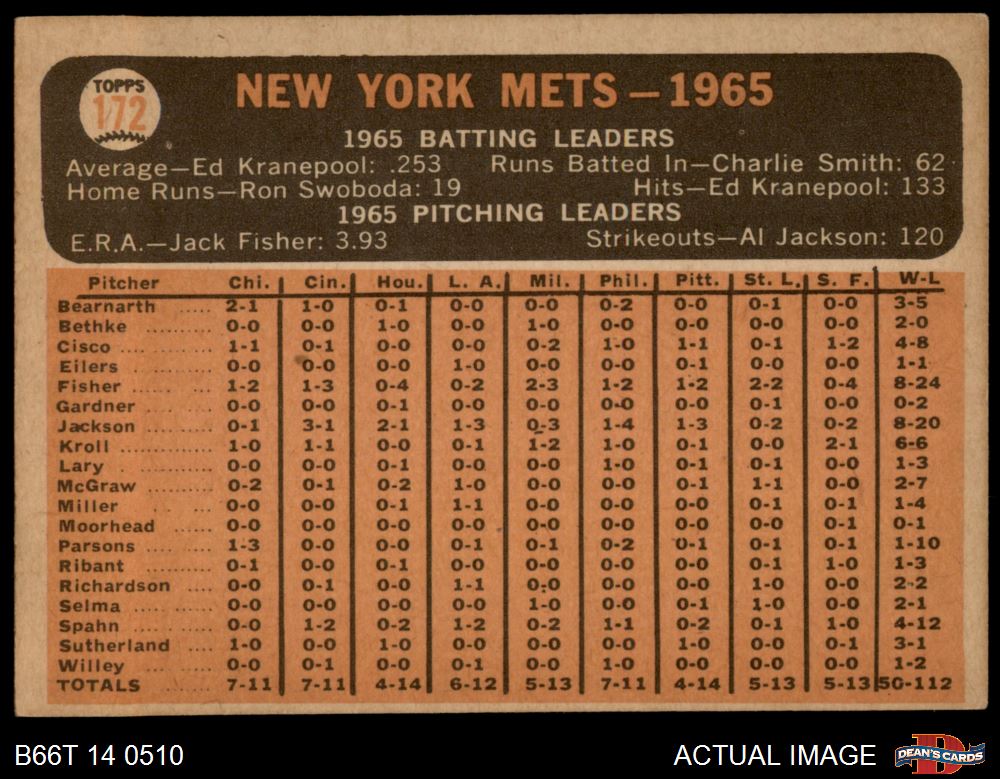 TOPPS
172
NEW YORK METS — 1965
1965 BATTING LEADERS
Average—Ed Kranepool: .253 Runs Batted In—Charlie Smith: 62
Home Runs—Ron Swoboda: 19 Hits—Ed Kranepool: 133
1965 PITCHING LEADERS
E.R.A.—Jack Fisher: 3.93 Strikeouts—Al Jackson: 120
Pitcher Chi. Cin. Hou. L. A. Mil. Phil. Pitt. St. L. S. F. W-L
Bearnarth ..... 2-1 1-0 0-1 0-0 0-0 0-2 0-0 0-1 0-0 3-5
Bethke ......... 0-0 0-0 1-0 0-0 1-0 0-0 0-0 0-0 0-0 2-0
Cisco ............ 1-1 0-1 0-0 0-0 0-2 1-0 1-1 0-1 1-2 4-8
Eilers ............ 0-0 0-0 0-0 1-0 0-0 0-0 0-1 0-0 0-0 1-1
Fisher .......... 1-2 1-3 0-4 0-2 2-3 1-2 1-2 2-2 0-4 8-24
Gardner ....... 0-0 0-0 0-1 0-0 0-0 0-0 0-0 0-1 0-0 0-2
Jackson ....... 0-1 3-1 2-1 1-3 0-3 1-4 1-3 0-2 0-2 8-20
Kroll ............ 1-0 1-1 0-0 0-1 1-2 1-0 0-1 0-0 2-1 6-6
Lary ............ 0-0 0-0 0-1 0-0 0-0 1-0 0-1 0-1 0-0 1-3
McGraw ....... 0-2 0-1 0-2 1-0 0-0 0-0 0-1 1-1 0-0 2-7
Miller .......... 0-0 0-0 0-1 1-1 0-0 0-0 0-0 0-1 0-1 1-4
Moorhead ...... 0-0 0-0 0-0 0-0 0-0 0-0 0-0 0-0 0-1 0-1
Parsons ........ 1-3 0-0 0-0 0-1 0-1 0-2 0-1 0-1 0-1 1-10
Ribant .......... 0-1 0-0 0-1 0-0 0-0 0-0 0-0 0-1 1-0 1-3
Richardson .... 0-0 0-1 0-0 1-1 0-0 0-0 0-0 1-0 0-0 2-2
Selma .......... 0-0 0-0 0-0 0-0 1-0 0-0 0-1 1-0 0-0 2-1
Spahn .......... 0-0 1-2 0-2 1-2 0-2 1-1 0-2 0-1 1-0 4-12
Sutherland .... 1-0 0-0 1-0 0-0 0-0 0-0 1-0 0-0 0-1 3-1
Willey .......... 0-0 0-1 0-0 0-1 0-0 1-0 0-0 0-0 0-0 1-2
TOTALS ........ 7-11 7-11 4-14 6-12 5-13 7-11 4-14 5-13 5-13 50-112
B66T 14 0510 ACTUAL IMAGE DEAN'S CARDS